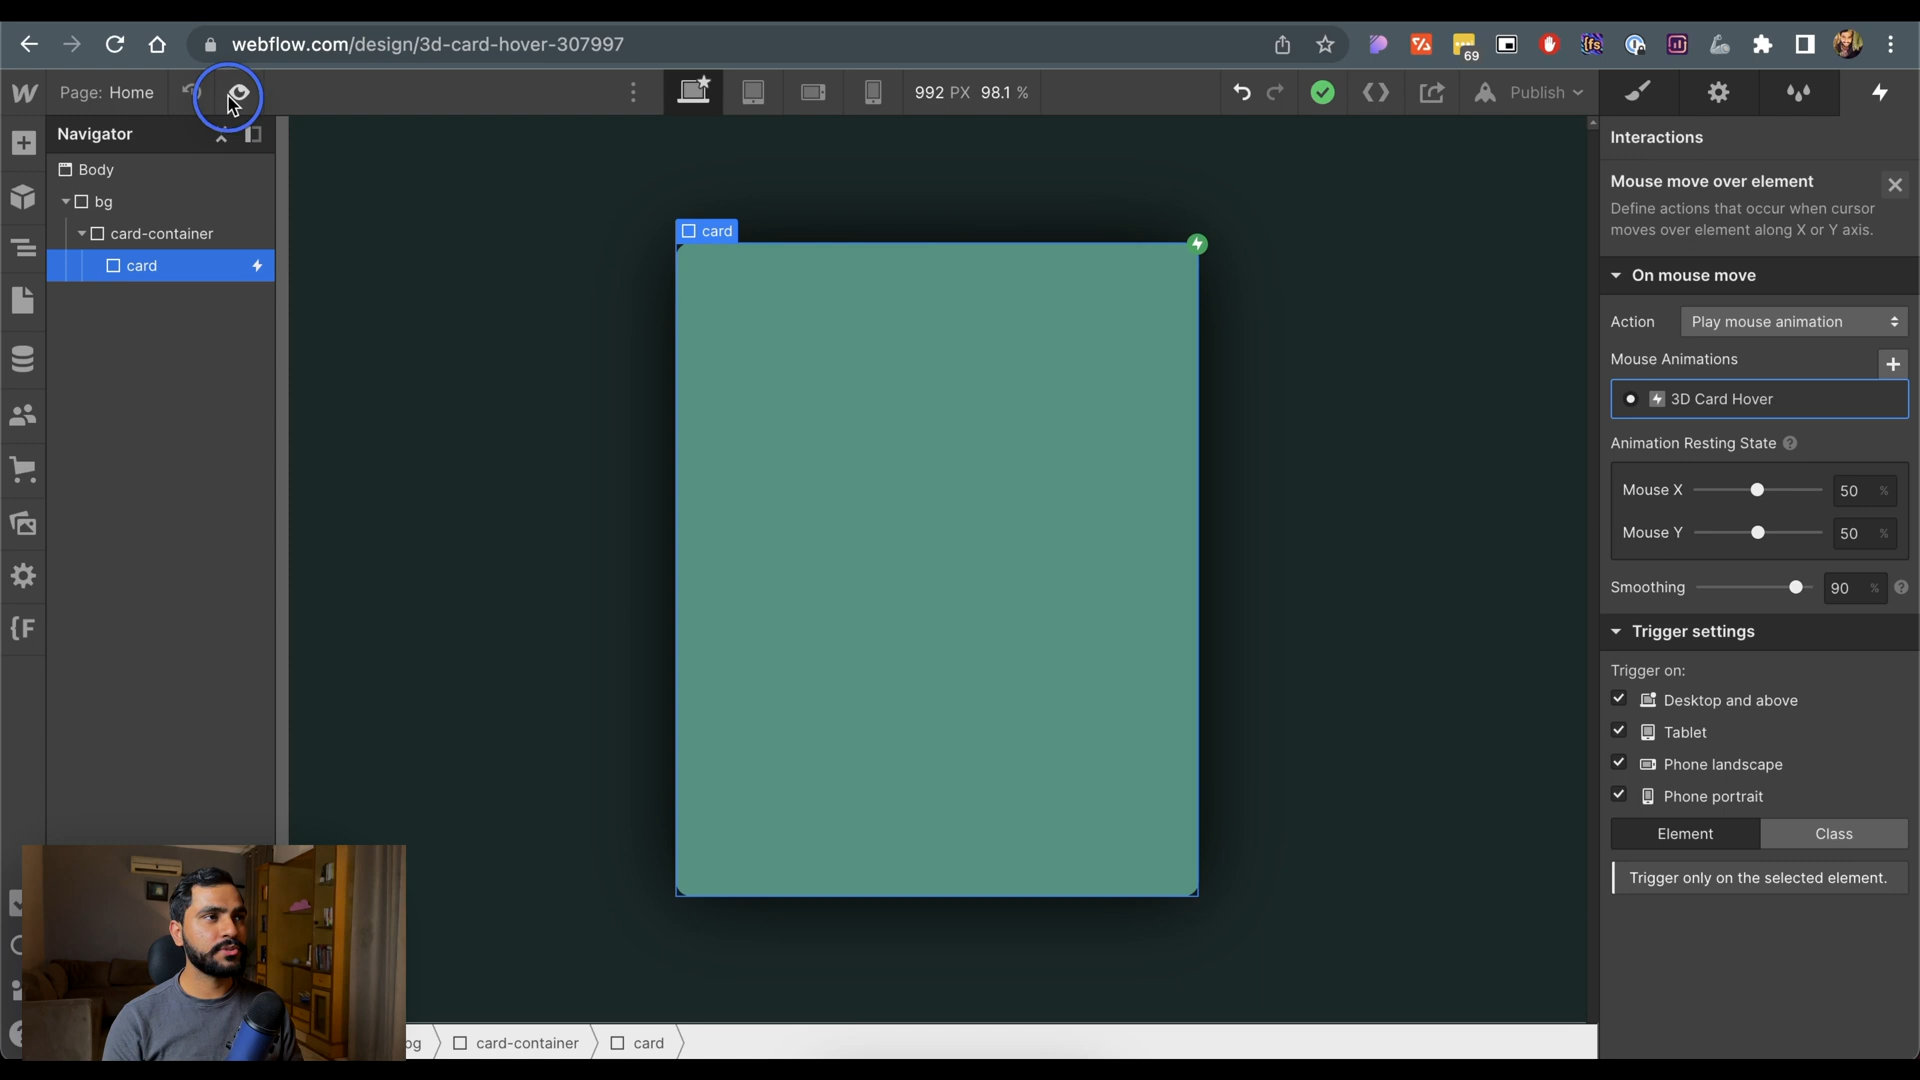 webflow.com/design/3d-card-hover-307997
69
Page: Home
992 PX 98.1 %
Publish
Navigator
Body
bg
card-container
card
card
Interactions
Mouse move over element
Define actions that occur when cursor
moves over element along X or Y axis.
On mouse move
Action
Play mouse animation
Mouse Animations
3D Card Hover
Animation Resting State
Mouse X
50 %
Mouse Y
50 %
Smoothing
90 %
Trigger settings
Trigger on:
Desktop and above
Tablet
Phone landscape
Phone portrait
Element
Class
Trigger only on the selected element.
bg
card-container
card